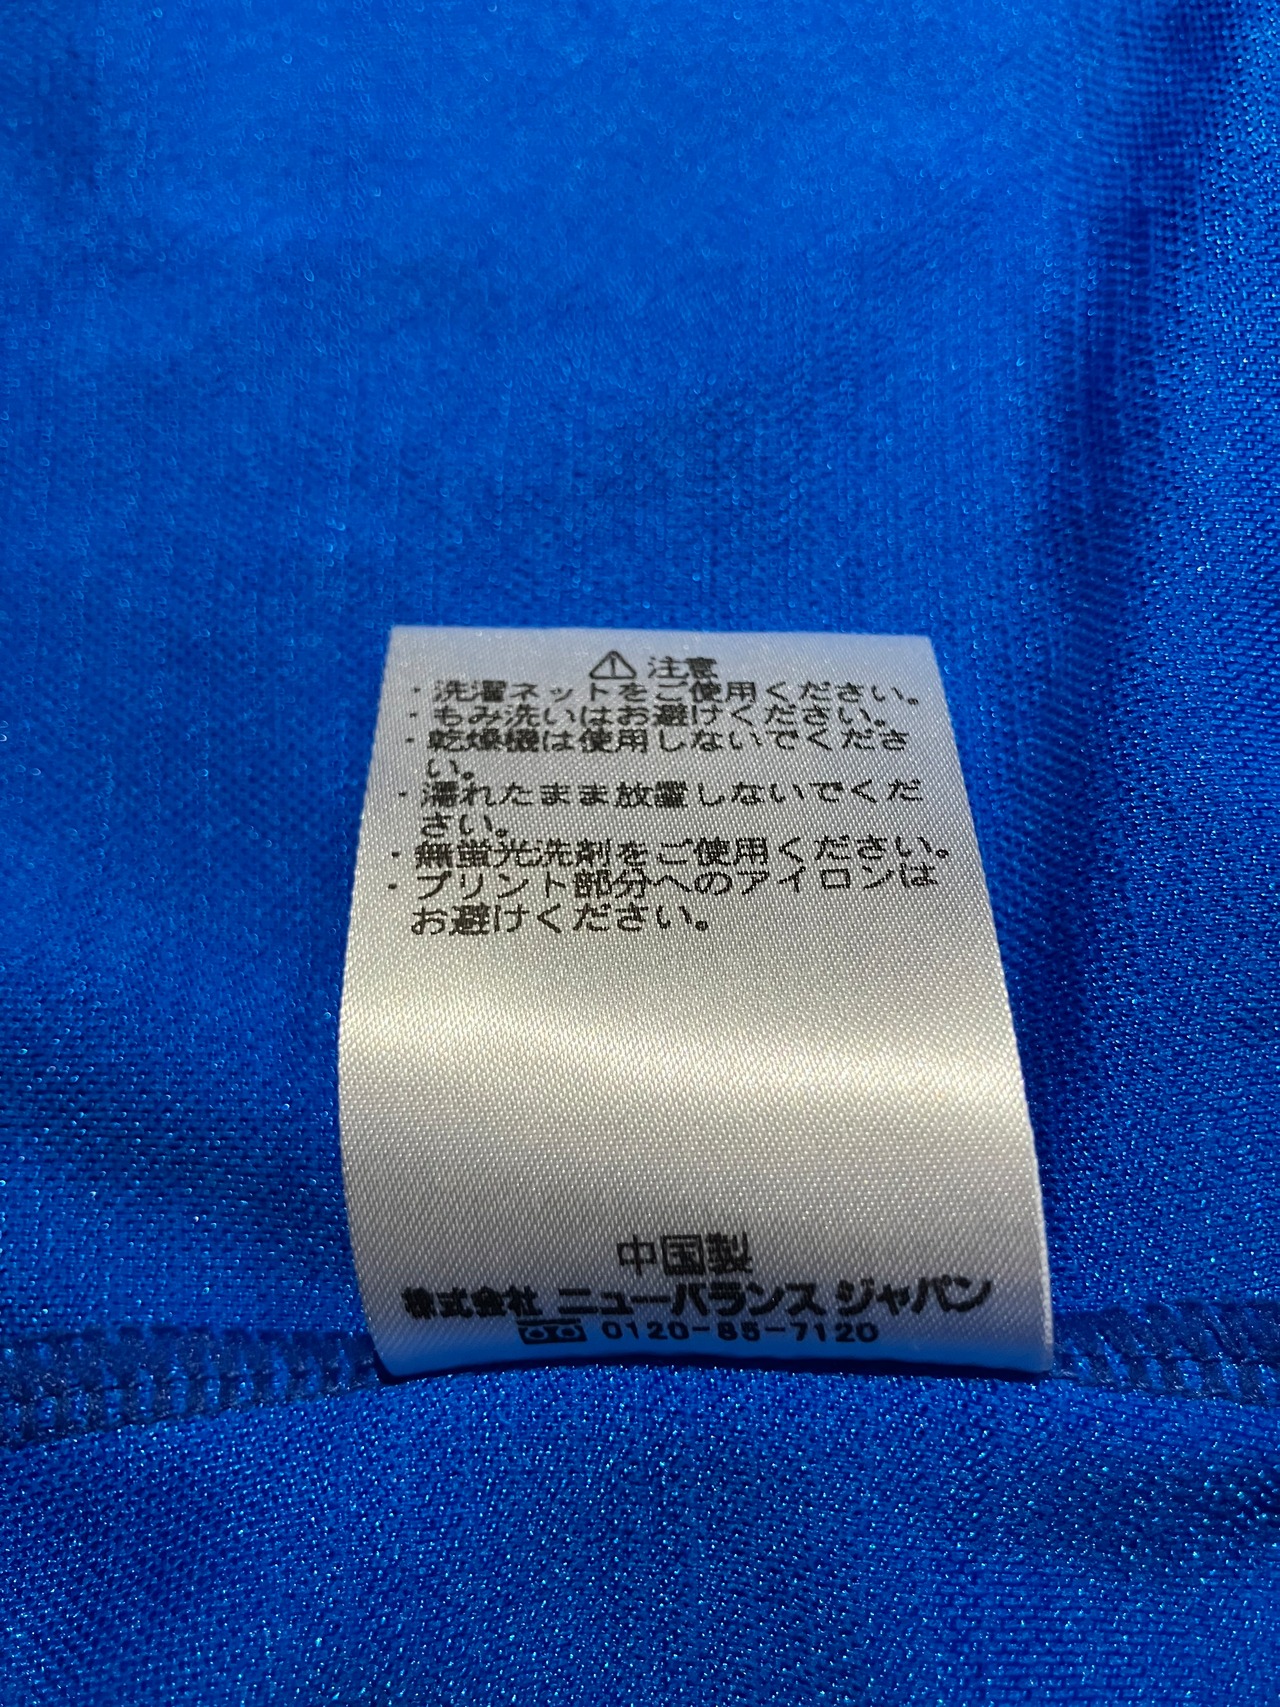 ⚠ 注意
・洗濯ネットをご使用ください。
・もみ洗いはお避けください。
・乾燥機は使用しないでくださ
い。
・濡れたまま放置しないでくだ
さい。
・無蛍光洗剤をご使用ください。
・プリント部分へのアイロンは
お避けください。
中国製
株式会社 ニューバランス ジャパン
0120-85-7120